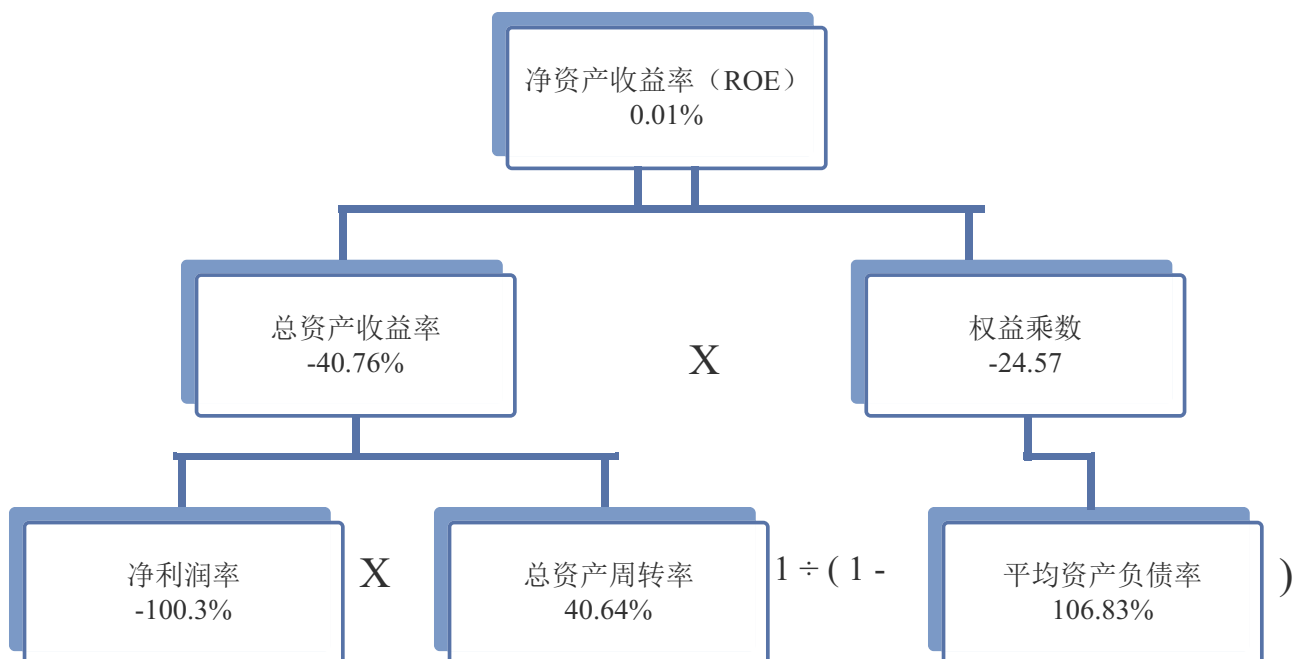 净资产收益率（ROE）
0.01%
总资产收益率
-40.76%
X
权益乘数
-24.57
净利润率
-100.3%
X
总资产周转率
40.64%
1 ÷ ( 1 -
平均资产负债率
106.83%
)